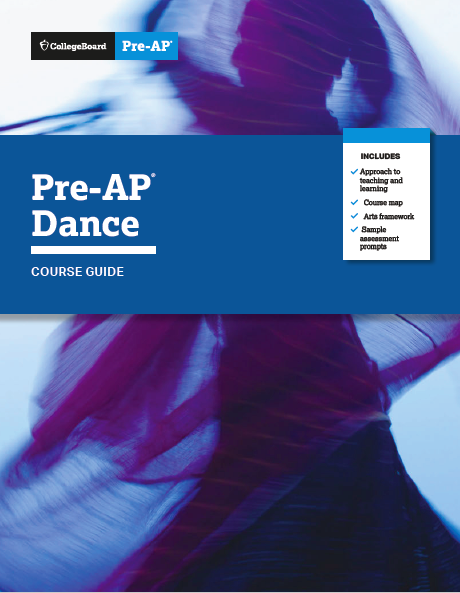 CollegeBoard
Pre-AP®
INCLUDES
✓ Approach to
teaching and
learning
✓ Course map
✓ Arts framework
✓ Sample
assessment
prompts
Pre-AP®
Dance
COURSE GUIDE